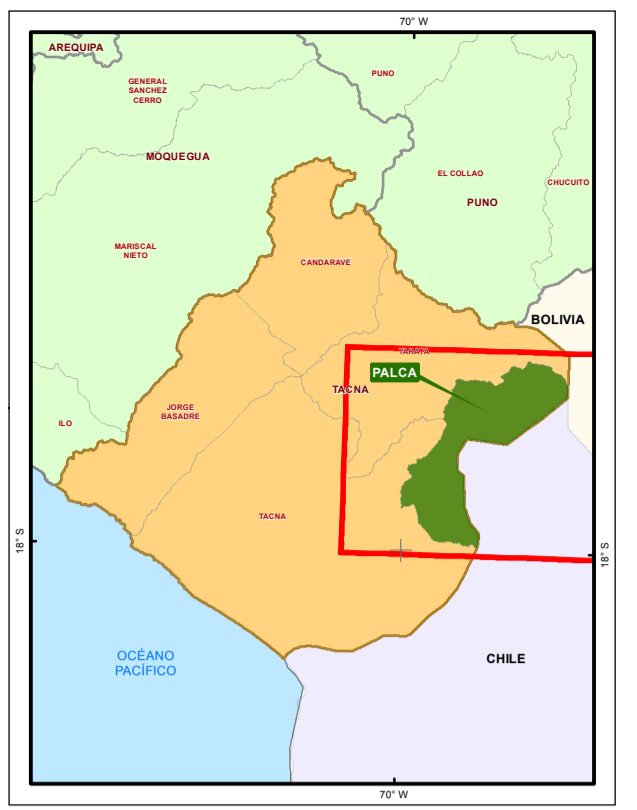 70° W
AREQUIPA
PUNO
GENERAL
SANCHEZ
CERRO
MOQUEGUA
EL COLLAO
CHUCUITO
PUNO
MARISCAL
NIETO
CANDARAVE
BOLIVIA
TARATA
PALCA
TACNA
JORGE
BASADRE
ILO
TACNA
18° S
18° S
OCÉANO
PACÍFICO
CHILE
70° W